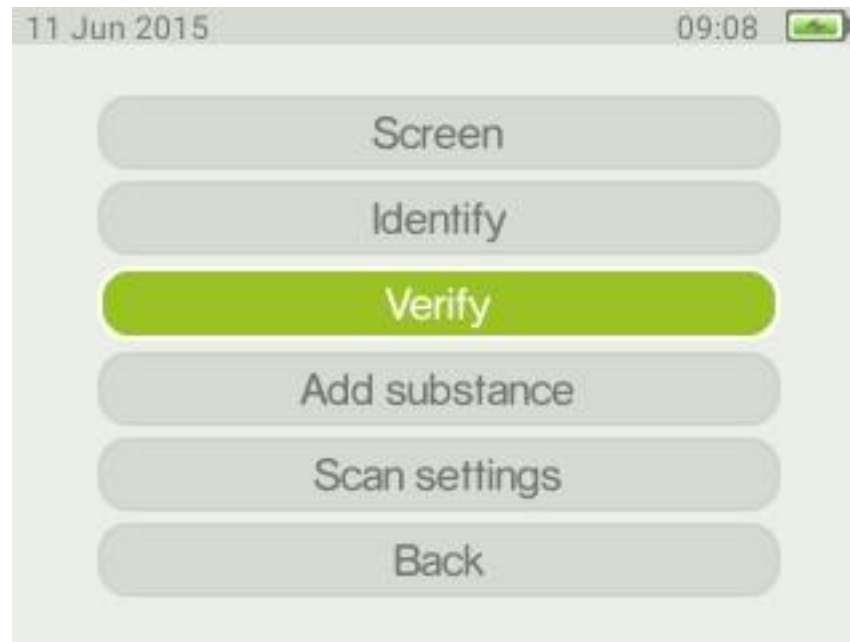 11 Jun 2015 09:08
Screen
Identify
Verify
Add substance
Scan settings
Back